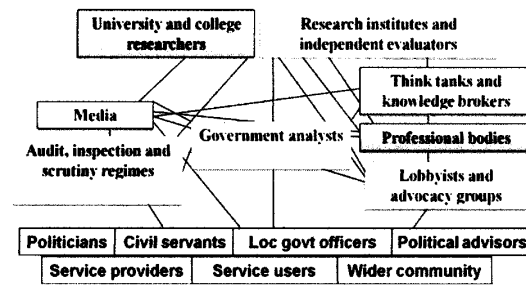 University and college
researchers
Research institutes and
independent evaluators
Think tanks and
knowledge brokers
Media
Government analysts
Professional bodies
Audit, inspection and
scrutiny regimes
Lobbyists and
advocacy groups
Politicians
Civil servants
Loc govt officers
Political advisors
Service providers
Service users
Wider community